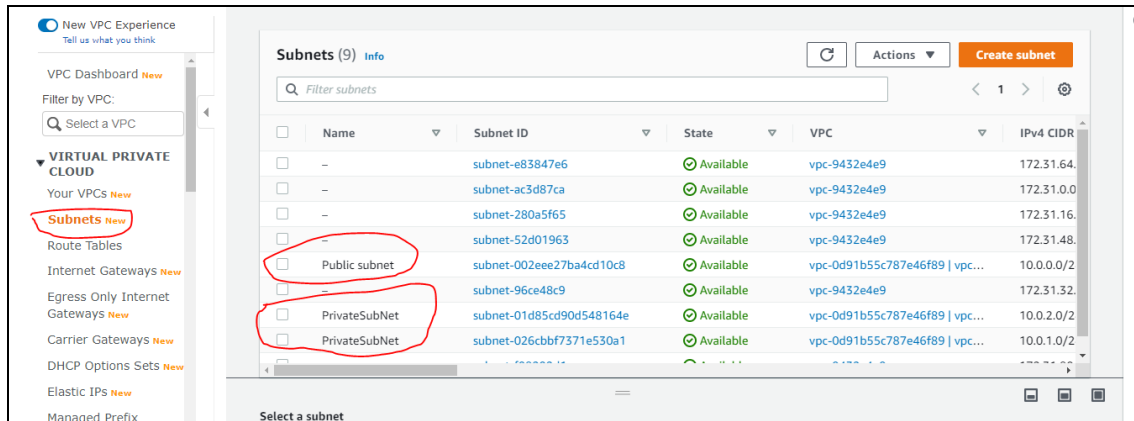 New VPC Experience
Tell us what you think
VPC Dashboard New
Filter by VPC:
Select a VPC
VIRTUAL PRIVATE
CLOUD
Your VPCs New
Subnets New
Route Tables
Internet Gateways New
Egress Only Internet
Gateways New
Carrier Gateways New
DHCP Options Sets New
Elastic IPs New
Managed Prefix
Subnets (9) Info
Actions
Create subnet
Filter subnets
1
Name Subnet ID State VPC IPv4 CIDR
– subnet-e83847e6 Available vpc-9432e4e9 172.31.64.
– subnet-ac3d87ca Available vpc-9432e4e9 172.31.0.0
– subnet-280a5f65 Available vpc-9432e4e9 172.31.16.
– subnet-52d01963 Available vpc-9432e4e9 172.31.48.
Public subnet subnet-002eee27ba4cd10c8 Available vpc-0d91b55c787e46f89 | vpc... 10.0.0.0/2
– subnet-96ce48c9 Available vpc-9432e4e9 172.31.32.
PrivateSubNet subnet-01d85cd90d548164e Available vpc-0d91b55c787e46f89 | vpc... 10.0.2.0/2
PrivateSubNet subnet-026cbbf7371e530a1 Available vpc-0d91b55c787e46f89 | vpc... 10.0.1.0/2
Select a subnet